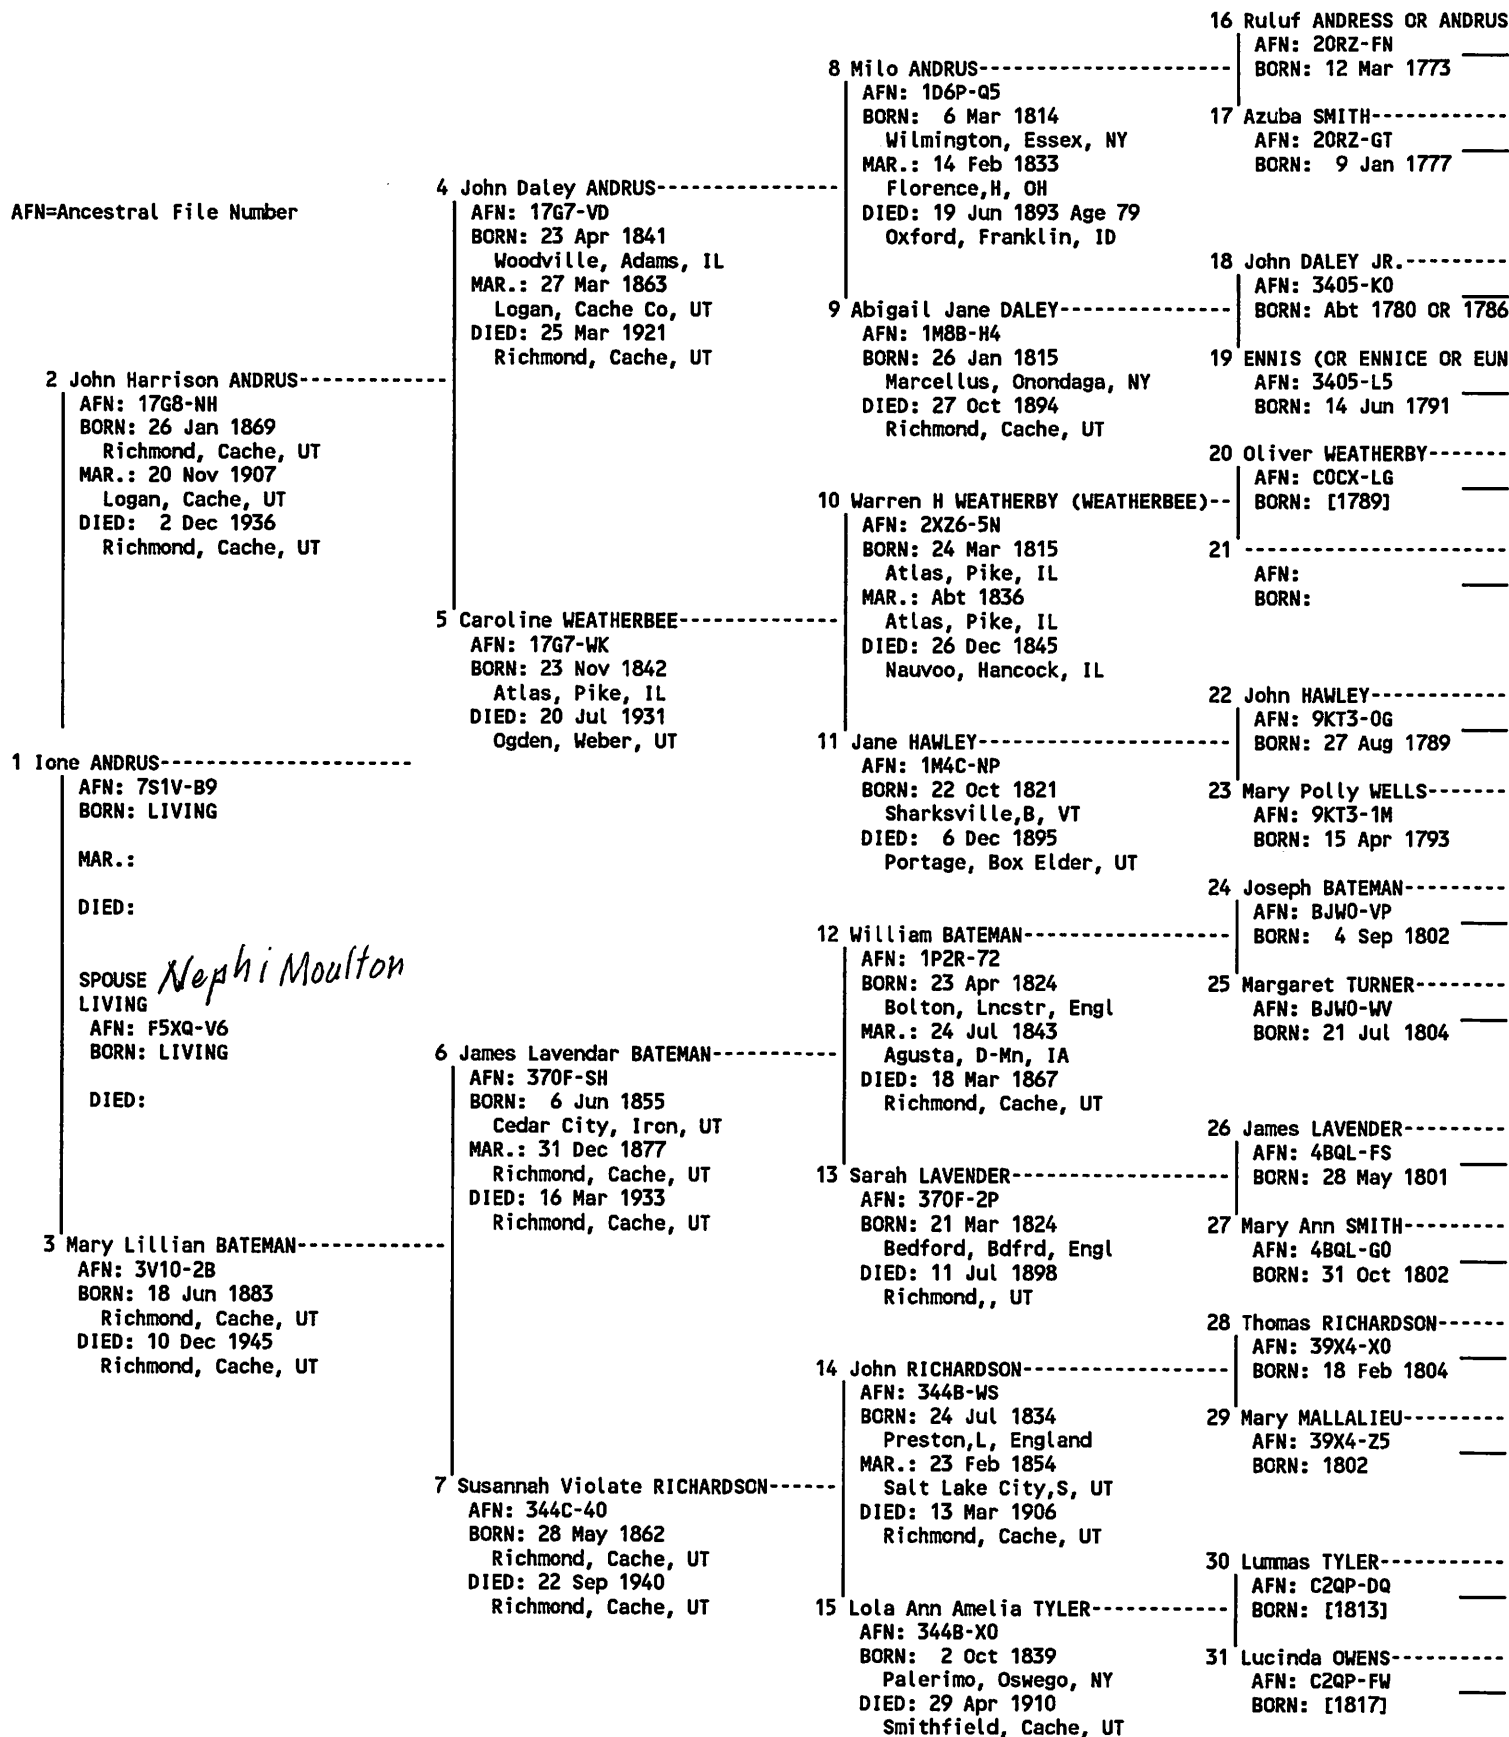 AFN=Ancestral File Number
1 Ione ANDRUS---------------------
AFN: 7S1V-B9
BORN: LIVING
MAR.:
DIED:
SPOUSE Nephi Moulton
LIVING
AFN: F5XQ-V6
BORN: LIVING
DIED:
2 John Harrison ANDRUS------------
AFN: 17G8-NH
BORN: 26 Jan 1869
Richmond, Cache, UT
MAR.: 20 Nov 1907
Logan, Cache, UT
DIED: 2 Dec 1936
Richmond, Cache, UT
3 Mary Lillian BATEMAN------------
AFN: 3V10-2B
BORN: 18 Jun 1883
Richmond, Cache, UT
DIED: 10 Dec 1945
Richmond, Cache, UT
4 John Daley ANDRUS---------------
AFN: 17G7-VD
BORN: 23 Apr 1841
Woodville, Adams, IL
MAR.: 27 Mar 1863
Logan, Cache Co, UT
DIED: 25 Mar 1921
Richmond, Cache, UT
5 Caroline WEATHERBEE-------------
AFN: 17G7-WK
BORN: 23 Nov 1842
Atlas, Pike, IL
DIED: 20 Jul 1931
Ogden, Weber, UT
6 James Lavendar BATEMAN----------
AFN: 370F-SH
BORN: 6 Jun 1855
Cedar City, Iron, UT
MAR.: 31 Dec 1877
Richmond, Cache, UT
DIED: 16 Mar 1933
Richmond, Cache, UT
7 Susannah Violate RICHARDSON------
AFN: 344C-40
BORN: 28 May 1862
Richmond, Cache, UT
DIED: 22 Sep 1940
Richmond, Cache, UT
8 Milo ANDRUS---------------------
AFN: 1D6P-Q5
BORN: 6 Mar 1814
Wilmington, Essex, NY
MAR.: 14 Feb 1833
Florence,H, OH
DIED: 19 Jun 1893 Age 79
Oxford, Franklin, ID
9 Abigail Jane DALEY--------------
AFN: 1M8B-H4
BORN: 26 Jan 1815
Marcellus, Onondaga, NY
DIED: 27 Oct 1894
Richmond, Cache, UT
10 Warren H WEATHERBY (WEATHERBEE)--
AFN: 2XZ6-5N
BORN: 24 Mar 1815
Atlas, Pike, IL
MAR.: Abt 1836
Atlas, Pike, IL
DIED: 26 Dec 1845
Nauvoo, Hancock, IL
11 Jane HAWLEY---------------------
AFN: 1M4C-NP
BORN: 22 Oct 1821
Sharksville,B, VT
DIED: 6 Dec 1895
Portage, Box Elder, UT
12 William BATEMAN-----------------
AFN: 1P2R-72
BORN: 23 Apr 1824
Bolton, Lncstr, Engl
MAR.: 24 Jul 1843
Agusta, D-Mn, IA
DIED: 18 Mar 1867
Richmond, Cache, UT
13 Sarah LAVENDER------------------
AFN: 370F-2P
BORN: 21 Mar 1824
Bedford, Bdfrd, Engl
DIED: 11 Jul 1898
Richmond,, UT
14 John RICHARDSON-----------------
AFN: 344B-WS
BORN: 24 Jul 1834
Preston,L, England
MAR.: 23 Feb 1854
Salt Lake City,S, UT
DIED: 13 Mar 1906
Richmond, Cache, UT
15 Lola Ann Amelia TYLER------------
AFN: 344B-X0
BORN: 2 Oct 1839
Palerimo, Oswego, NY
DIED: 29 Apr 1910
Smithfield, Cache, UT
16 Ruluf ANDRESS OR ANDRUS
AFN: 20RZ-FN
BORN: 12 Mar 1773
17 Azuba SMITH------------
AFN: 20RZ-GT
BORN: 9 Jan 1777
18 John DALEY JR.---------
AFN: 3405-K0
BORN: Abt 1780 OR 1786
19 ENNIS (OR ENNICE OR EUN
AFN: 3405-L5
BORN: 14 Jun 1791
20 Oliver WEATHERBY-------
AFN: C0CX-LG
BORN: [1789]
21 -----------------------
AFN:
BORN:
22 John HAWLEY------------
AFN: 9KT3-0G
BORN: 27 Aug 1789
23 Mary Polly WELLS-------
AFN: 9KT3-1M
BORN: 15 Apr 1793
24 Joseph BATEMAN---------
AFN: BJW0-VP
BORN: 4 Sep 1802
25 Margaret TURNER--------
AFN: BJW0-WV
BORN: 21 Jul 1804
26 James LAVENDER---------
AFN: 4BQL-FS
BORN: 28 May 1801
27 Mary Ann SMITH---------
AFN: 4BQL-G0
BORN: 31 Oct 1802
28 Thomas RICHARDSON------
AFN: 39X4-X0
BORN: 18 Feb 1804
29 Mary MALLALIEU---------
AFN: 39X4-Z5
BORN: 1802
30 Lummas TYLER-----------
AFN: C2QP-DQ
BORN: [1813]
31 Lucinda OWENS----------
AFN: C2QP-FW
BORN: [1817]